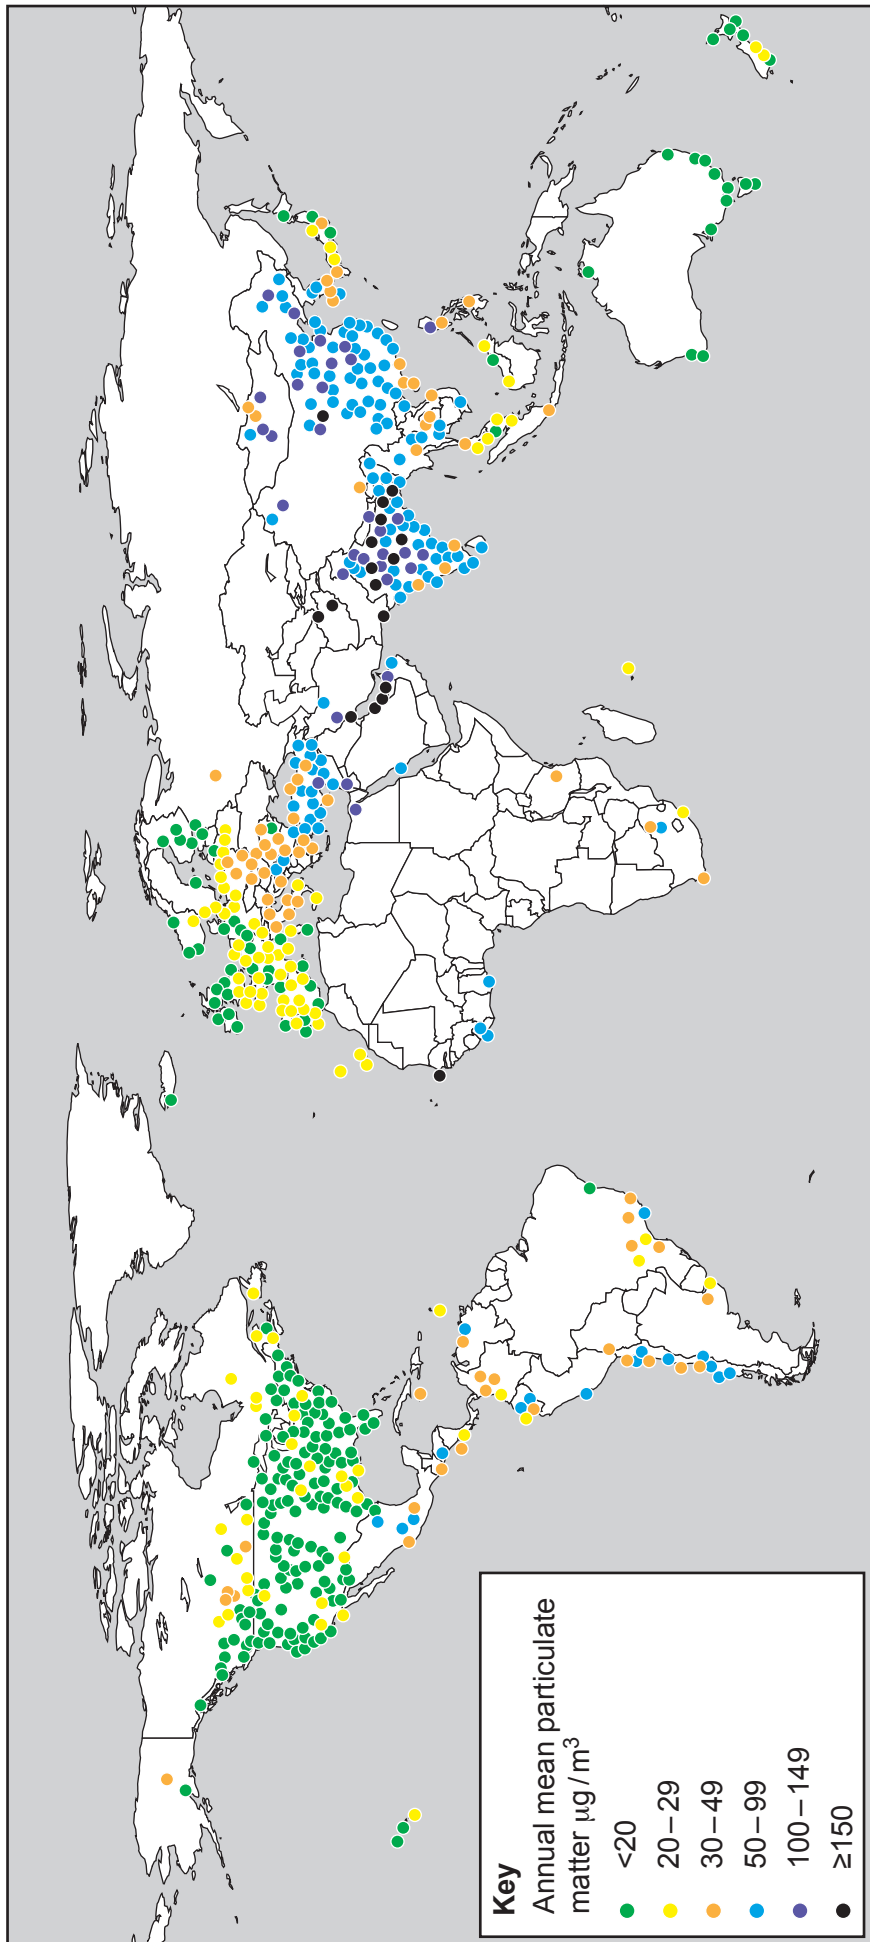 Key
Annual mean particulate
matter μg / m³
<20
20 – 29
30 – 49
50 – 99
100 – 149
≥150